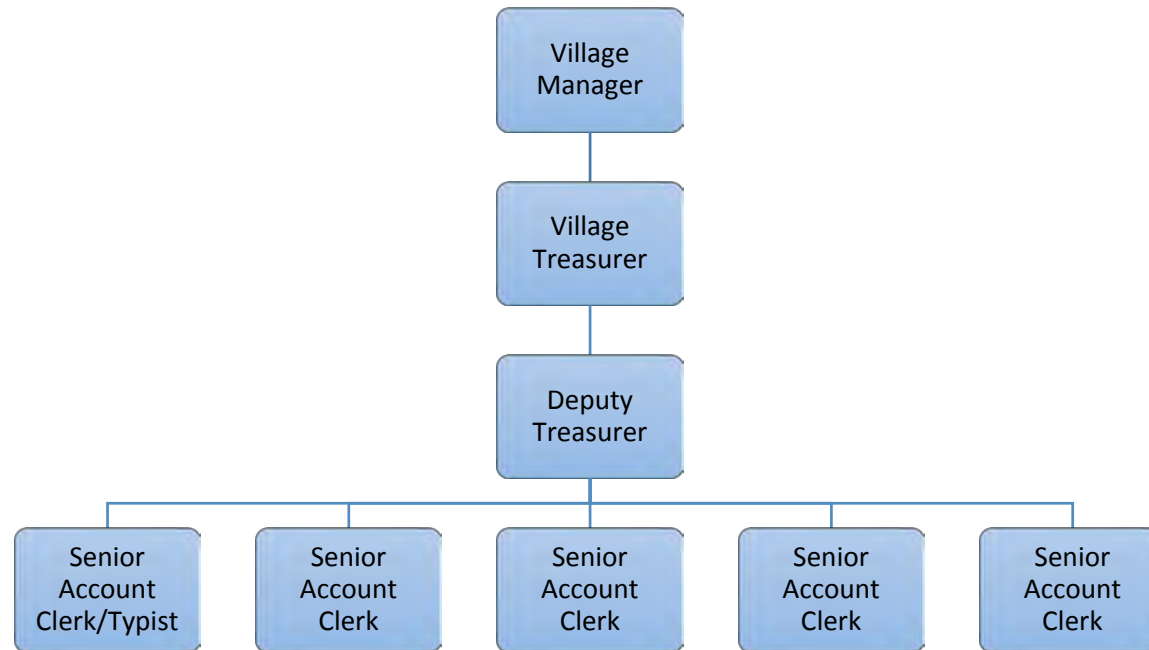 Village
Manager
Village
Treasurer
Deputy
Treasurer
Senior
Account
Clerk/Typist
Senior
Account
Clerk
Senior
Account
Clerk
Senior
Account
Clerk
Senior
Account
Clerk